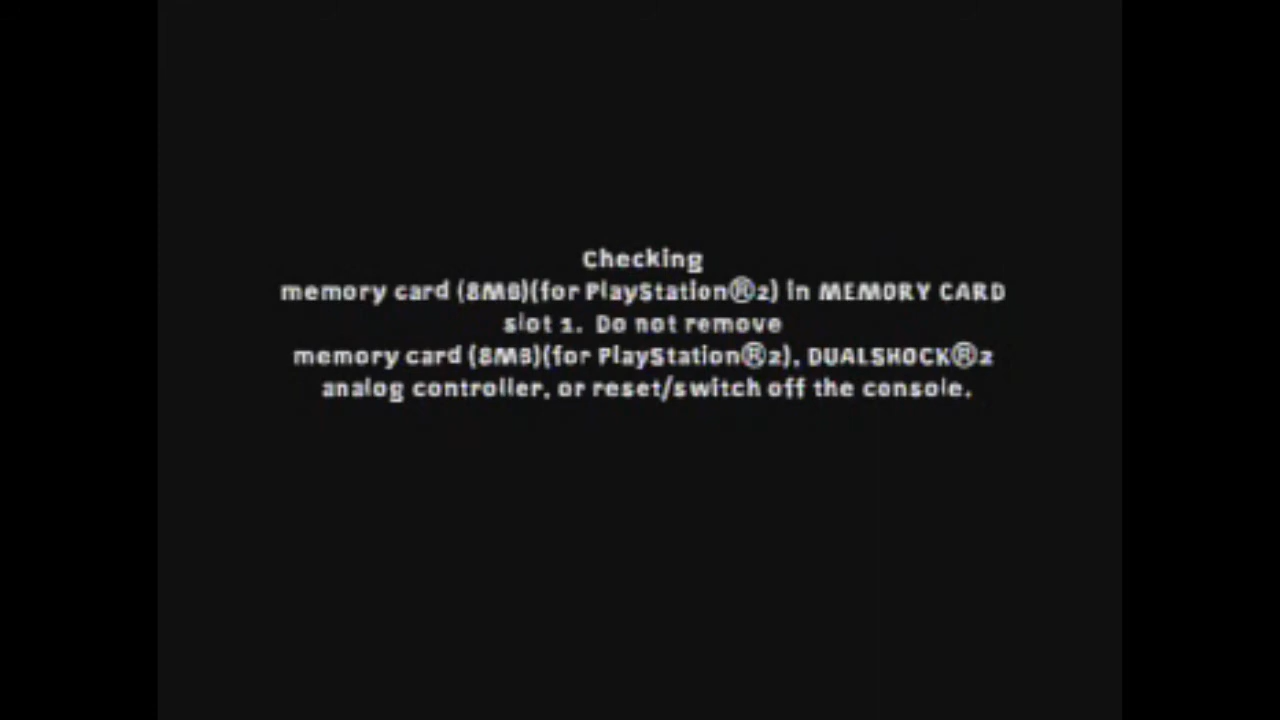 Checking
memory card (8MB)(for PlayStation®2) in MEMORY CARD
slot 1. Do not remove
memory card (8MB)(for PlayStation®2), DUALSHOCK®2
analog controller, or reset/switch off the console.